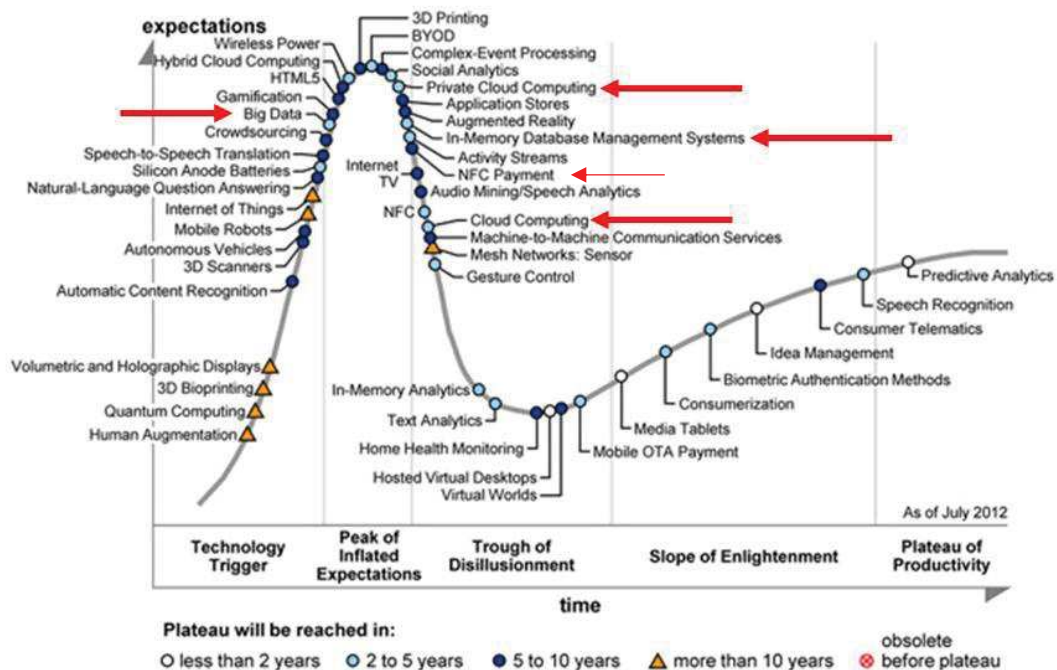 expectations
3D Printing
BYOD
Wireless Power
Complex-Event Processing
Hybrid Cloud Computing
Social Analytics
HTML5
Private Cloud Computing
Gamification
Application Stores
Big Data
Augmented Reality
Crowdsourcing
In-Memory Database Management Systems
Speech-to-Speech Translation
Activity Streams
Silicon Anode Batteries
Internet
TV
NFC Payment
Natural-Language Question Answering
Audio Mining/Speech Analytics
Internet of Things
NFC
Cloud Computing
Mobile Robots
Machine-to-Machine Communication Services
Autonomous Vehicles
Mesh Networks: Sensor
3D Scanners
Gesture Control
Automatic Content Recognition
Predictive Analytics
Speech Recognition
Consumer Telematics
Idea Management
Volumetric and Holographic Displays
Biometric Authentication Methods
3D Bioprinting
In-Memory Analytics
Consumerization
Quantum Computing
Text Analytics
Media Tablets
Human Augmentation
Home Health Monitoring
Mobile OTA Payment
Hosted Virtual Desktops
Virtual Worlds
As of July 2012
Technology
Trigger
Peak of
Inflated
Expectations
Trough of
Disillusionment
Slope of Enlightenment
Plateau of
Productivity
time
Plateau will be reached in:
less than 2 years
2 to 5 years
5 to 10 years
more than 10 years
obsolete
before plateau